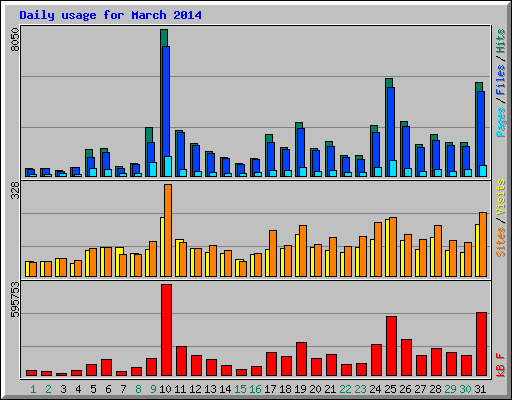 Daily usage for March 2014
8050
Pages / Files / Hits
328
Sites / Visits
595753
kB F
1 2 3 4 5 6 7 8 9 10 11 12 13 14 15 16 17 18 19 20 21 22 23 24 25 26 27 28 29 30 31